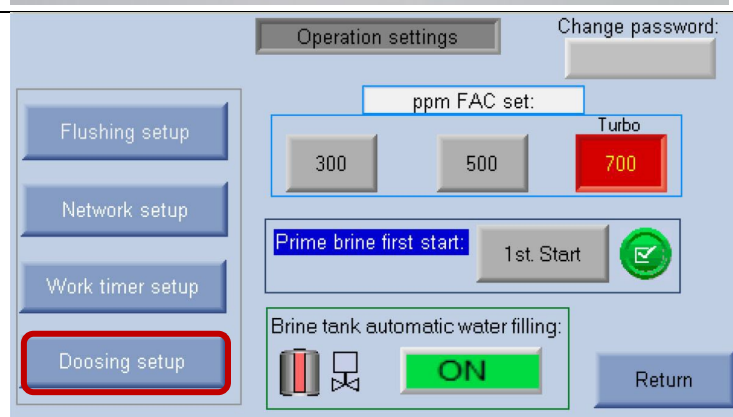 Operation settings
Change password:
Flushing setup
Network setup
Work timer setup
Doosing setup
ppm FAC set:
Turbo
300
500
700
Prime brine first start:
1st. Start
Brine tank automatic water filling:
ON
Return